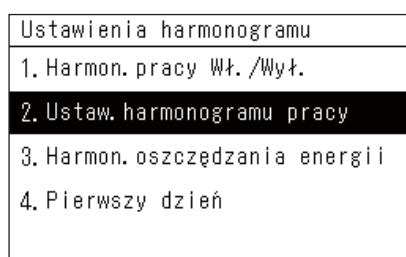 Ustawienia harmonogramu
1. Harmon. pracy Wł./Wył.
2. Ustaw. harmonogramu pracy
3. Harmon. oszczędzania energii
4. Pierwszy dzień